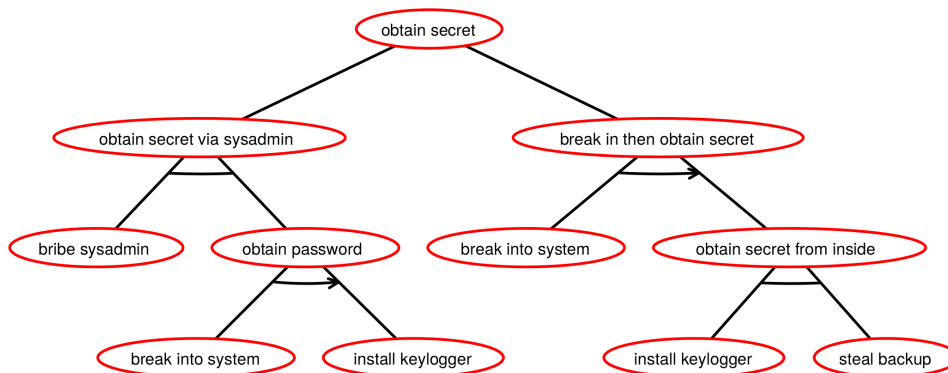 obtain secret
obtain secret via sysadmin
break in then obtain secret
bribe sysadmin
obtain password
break into system
obtain secret from inside
break into system
install keylogger
install keylogger
steal backup